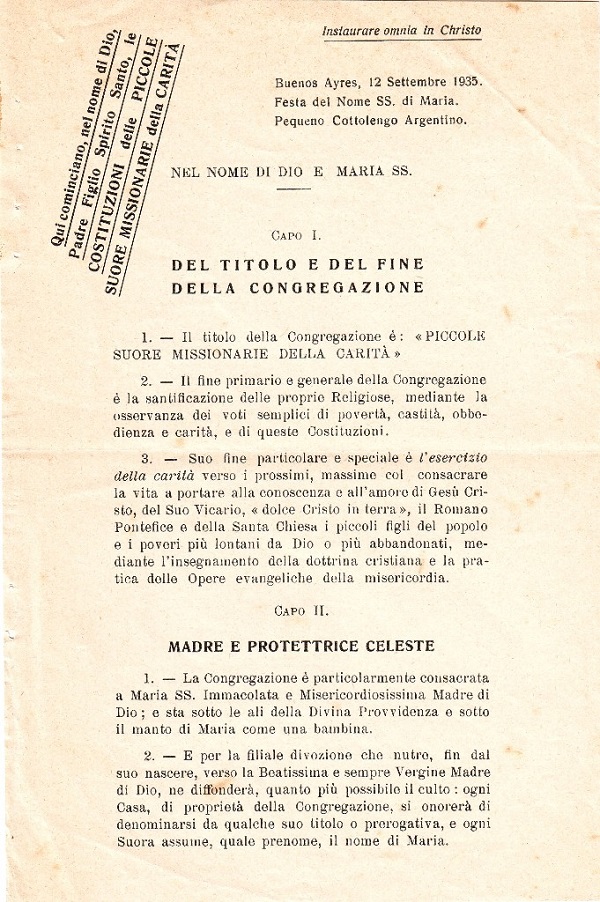 Instaurare omnia in Christo
Qui cominciano, nel nome di Dio,
Padre Figlio Spirito Santo, le
COSTITUZIONI delle PICCOLE
SUORE MISSIONARIE della CARITÀ
Buenos Ayres, 12 Settembre 1935.
Festa del Nome SS. di Maria.
Pequeno Cottolengo Argentino.
NEL NOME DI DIO E MARIA SS.
CAPO I.
DEL TITOLO E DEL FINE
DELLA CONGREGAZIONE
1. — Il titolo della Congregazione é : « PICCOLE
SUORE MISSIONARIE DELLA CARITÀ »
2. — Il fine primario e generale della Congregazione
é la santificazione delle proprie Religiose, mediante la
osservanza dei voti semplici di povertá, castitá, obbe-
dienza e caritá, e di queste Costituzioni.
3. — Suo fine particolare e speciale é l'esercizio
della caritá verso i prossimi, massime col consacrare
la vita a portare alla conoscenza e all'amore di Gesù Cri-
sto, del Suo Vicario, « dolce Cristo in terra », il Romano
Pontefice e della Santa Chiesa i piccoli figli del popolo
e i poveri più lontani da Dio o più abbandonati, me-
diante l'insegnamento della dottrina cristiana e la pra-
tica delle Opere evangeliche della misericordia.
CAPO II.
MADRE E PROTETTRICE CELESTE
1. — La Congregazione é particolarmente consacrata
a Maria SS. Immacolata e Misericordiosissima Madre di
Dio ; e sta sotto le ali della Divina Provvidenza e sotto
il manto di Maria come una bambina.
2. — E per la filiale divozione che nutre, fin dal
suo nascere, verso la Beatissima e sempre Vergine Madre
di Dio, ne diffonderá, quanto più possibile il culto : ogni
Casa, di proprietá della Congregazione, si onorerá di
denominarsi da qualche suo titolo o prerogativa, e ogni
Suora assume, quale prenome, il nome di Maria.